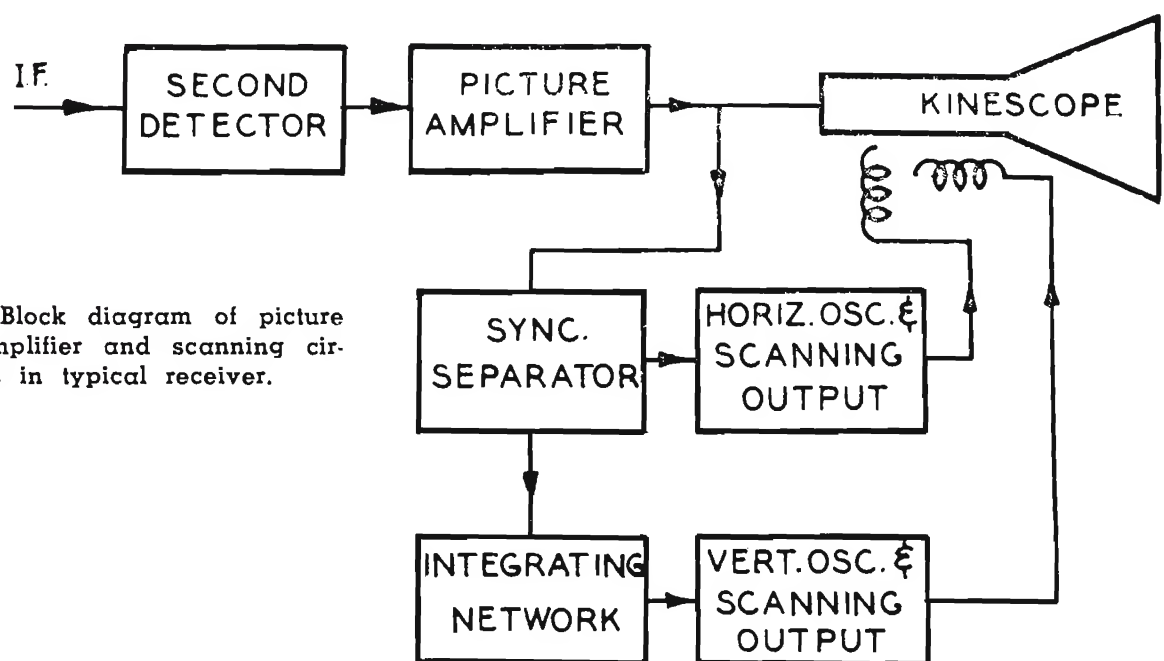 I.F.
SECOND
DETECTOR
PICTURE
AMPLIFIER
KINESCOPE
Block diagram of picture
mplifier and scanning cir-
in typical receiver.
SYNC.
SEPARATOR
HORIZ. OSC. &
SCANNING
OUTPUT
INTEGRATING
NETWORK
VERT. OSC. &
SCANNING
OUTPUT